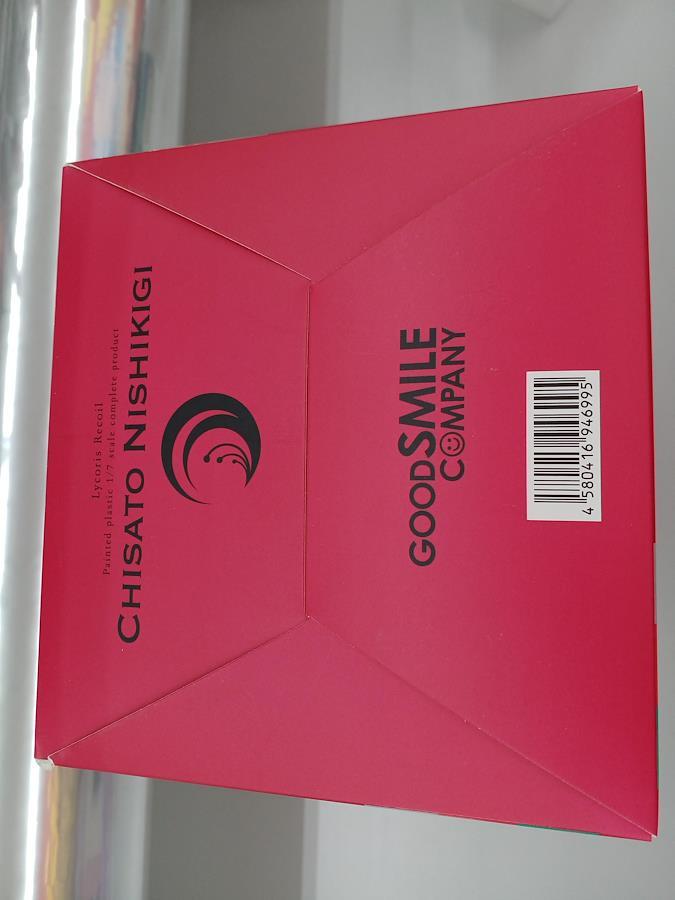 Lycoris Recoil
Painted plastic 1/7 scale complete product
CHISATO NISHIKIGI
GOODSMILE
COMPANY
4 580416 946995